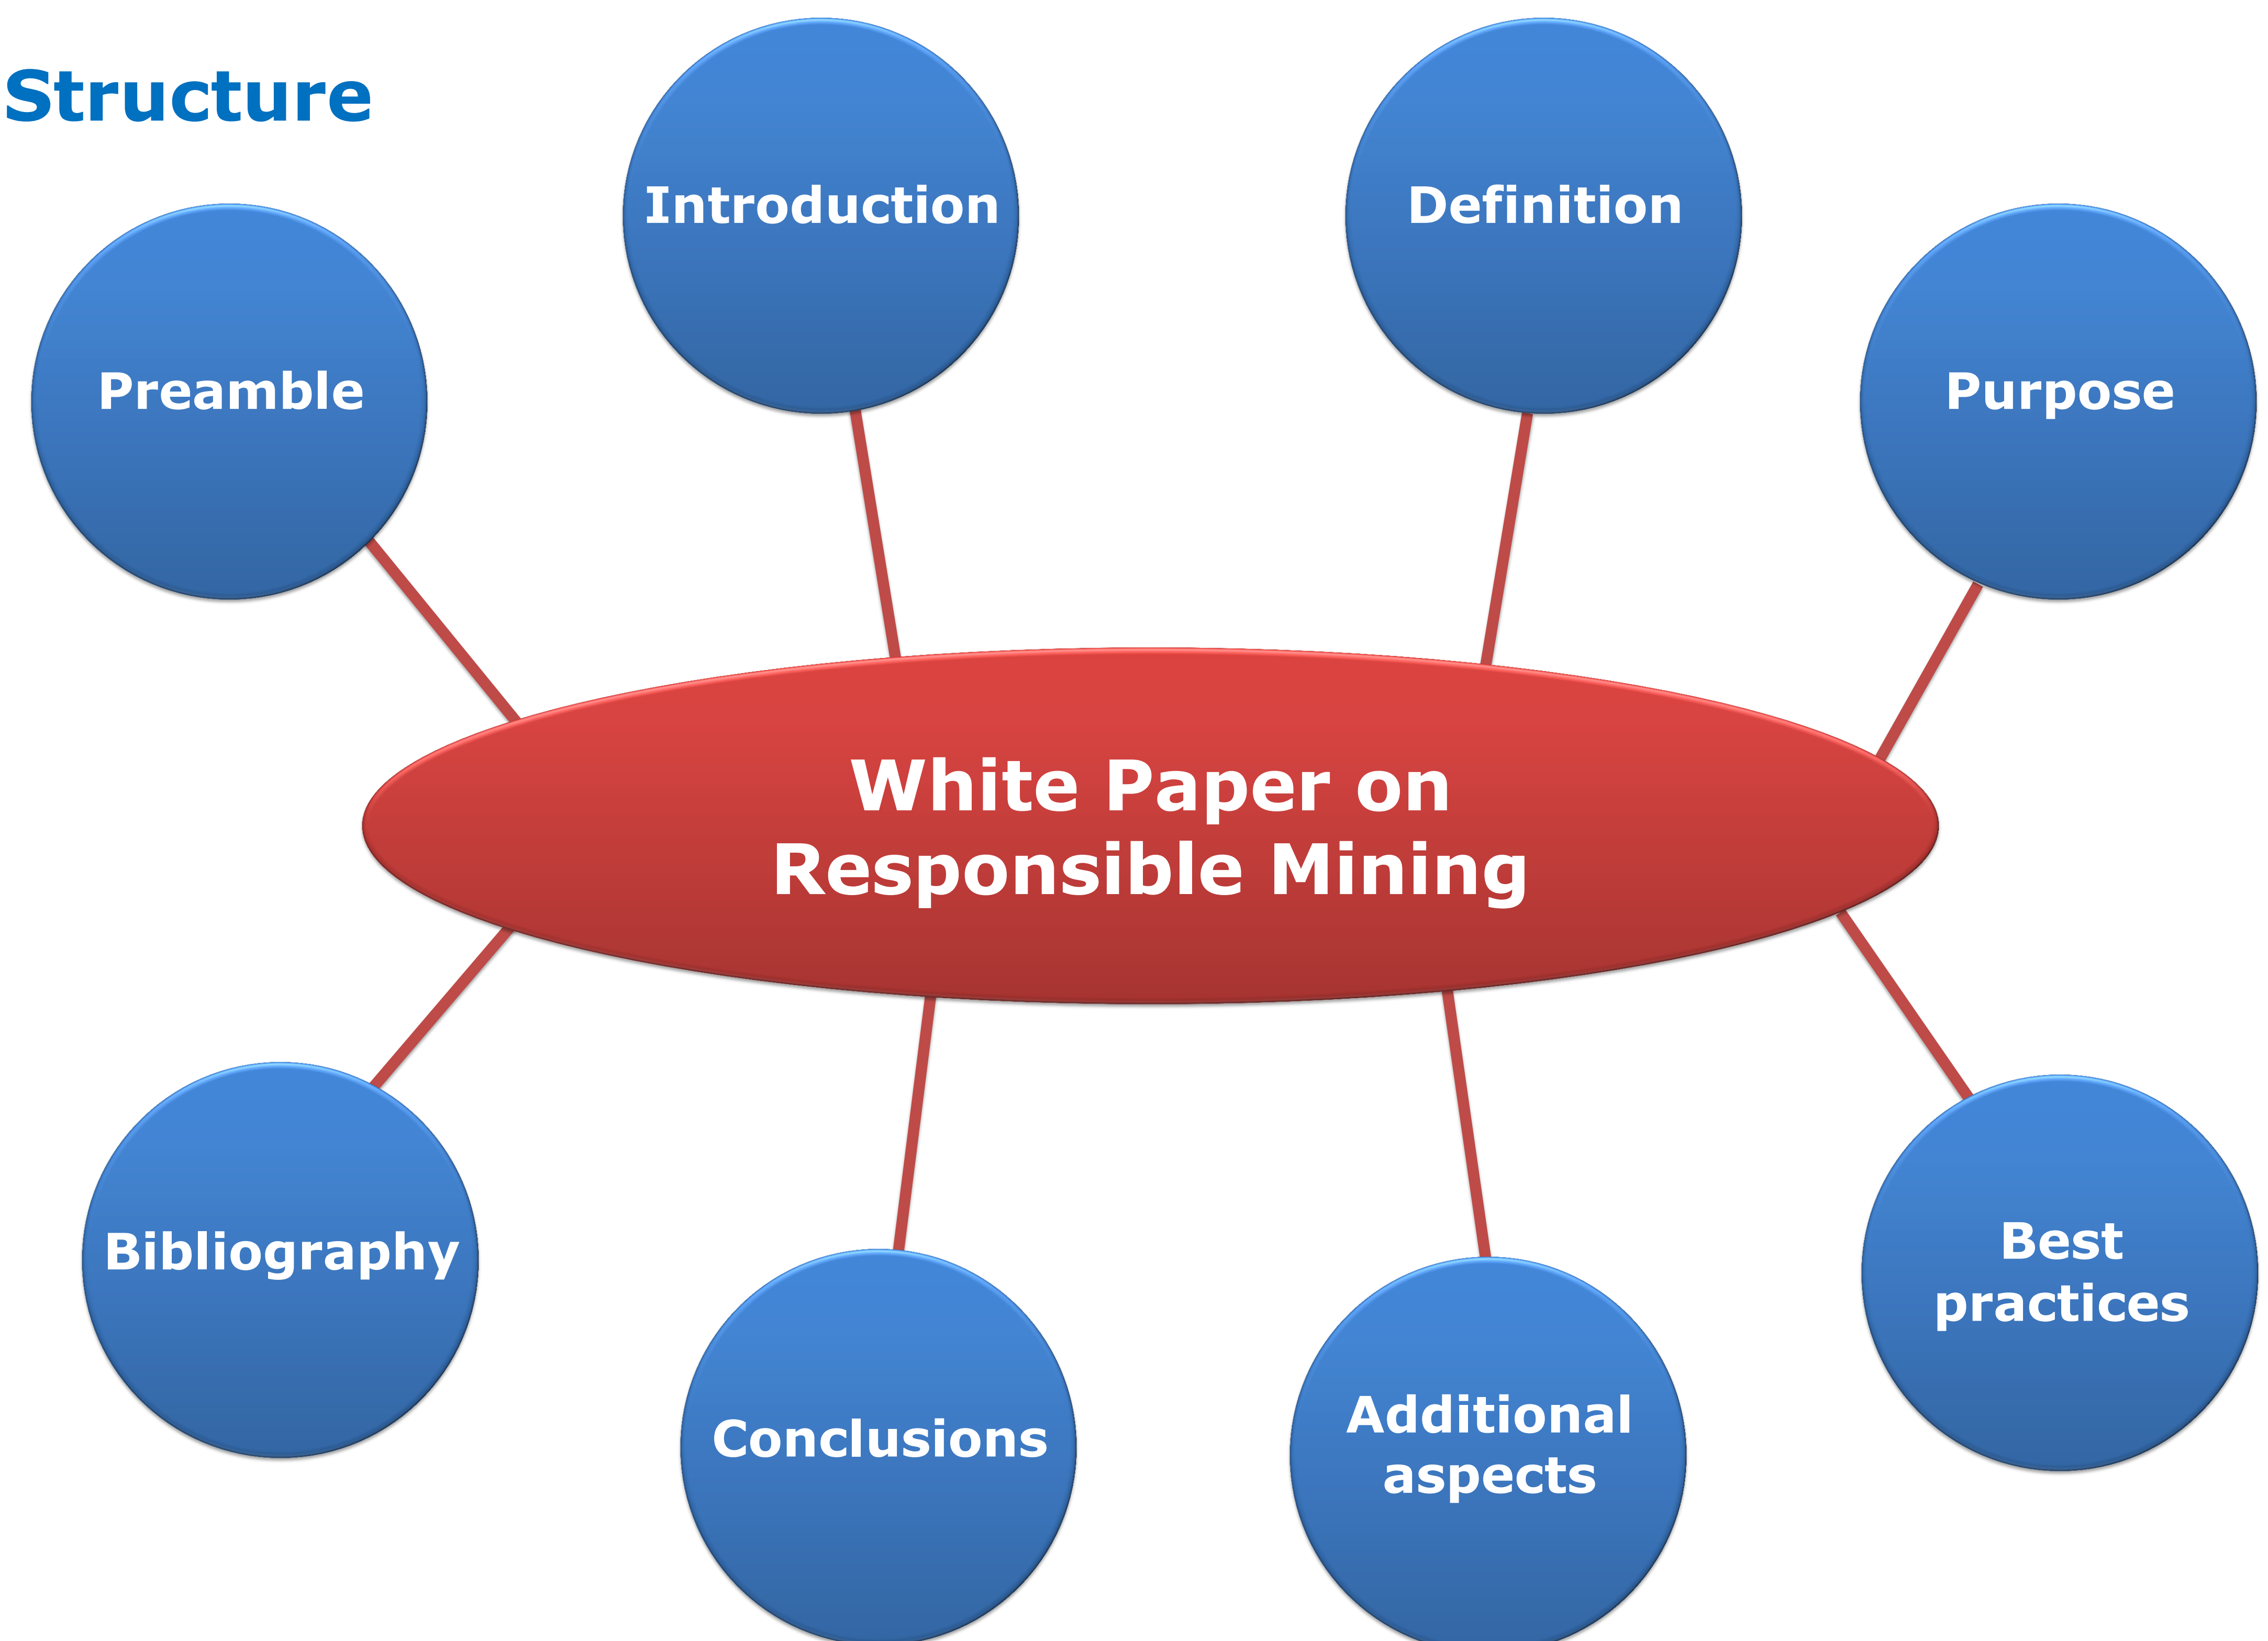 Structure
Introduction
Definition
Preamble
Purpose
White Paper on
Responsible Mining
Bibliography
Best
practices
Conclusions
Additional
aspects